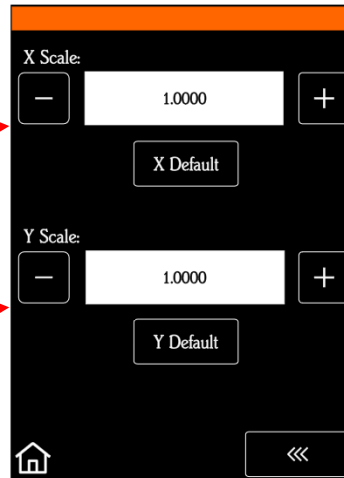 X Scale:
− 1.0000 +
X Default
Y Scale:
− 1.0000 +
Y Default
<<<